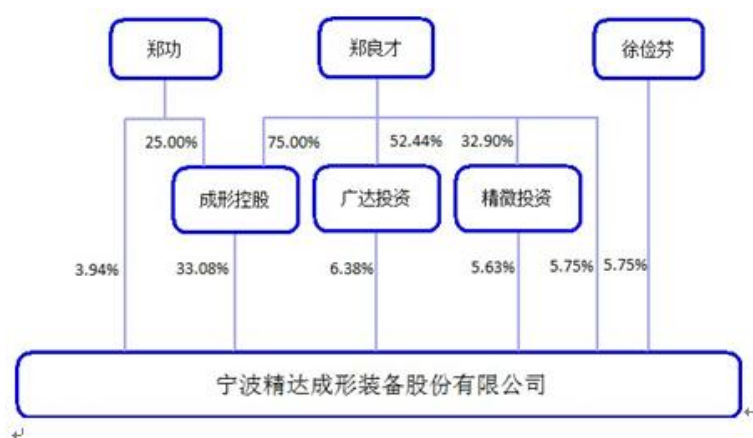 郑功
郑良才
徐俭芬
25.00%
75.00%
52.44%
32.90%
成形控股
广达投资
精微投资
3.94%
33.08%
6.38%
5.63%
5.75%
5.75%
宁波精达成形装备股份有限公司